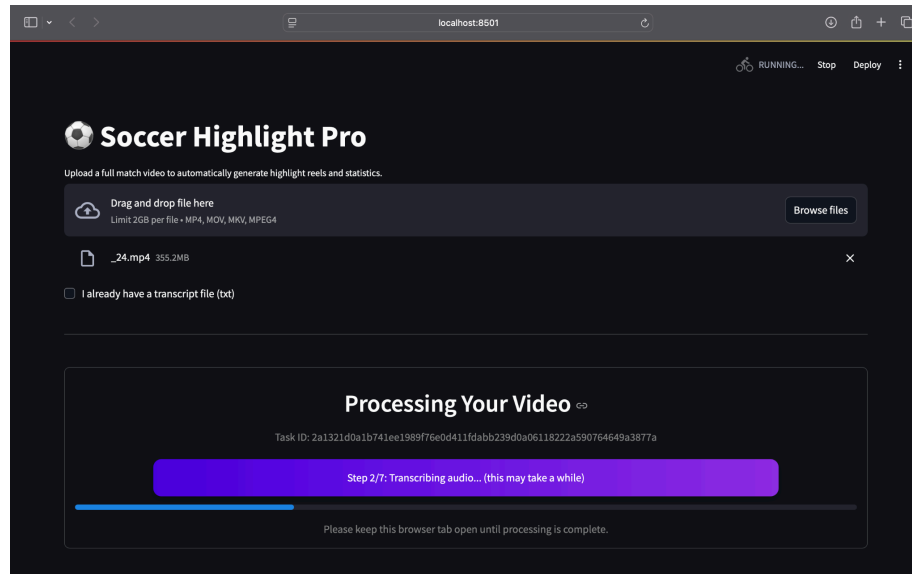 localhost:8501
RUNNING... Stop Deploy
Soccer Highlight Pro
Upload a full match video to automatically generate highlight reels and statistics.
Drag and drop file here
Limit 2GB per file • MP4, MOV, MKV, MPEG4
Browse files
_24.mp4 355.2MB
I already have a transcript file (txt)
Processing Your Video
Task ID: 2a1321d0a1b741ee1989f76e0d411fdabb239d0a06118222a590764649a3877a
Step 2/7: Transcribing audio... (this may take a while)
Please keep this browser tab open until processing is complete.